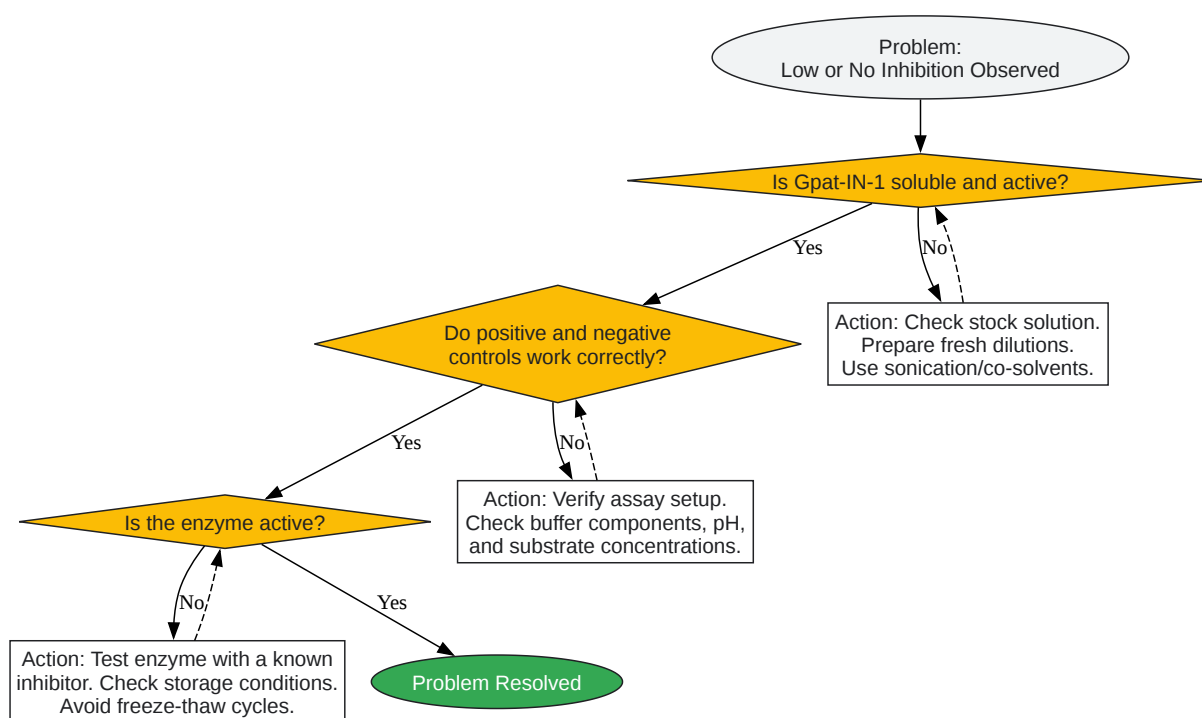 Problem:
Low or No Inhibition Observed
Is Gpat-IN-1 soluble and active?
Yes
No
Action: Check stock solution.
Prepare fresh dilutions.
Use sonication/co-solvents.
Do positive and negative
controls work correctly?
Yes
No
Action: Verify assay setup.
Check buffer components, pH,
and substrate concentrations.
Is the enzyme active?
No
Yes
Action: Test enzyme with a known
inhibitor. Check storage conditions.
Avoid freeze-thaw cycles.
Problem Resolved